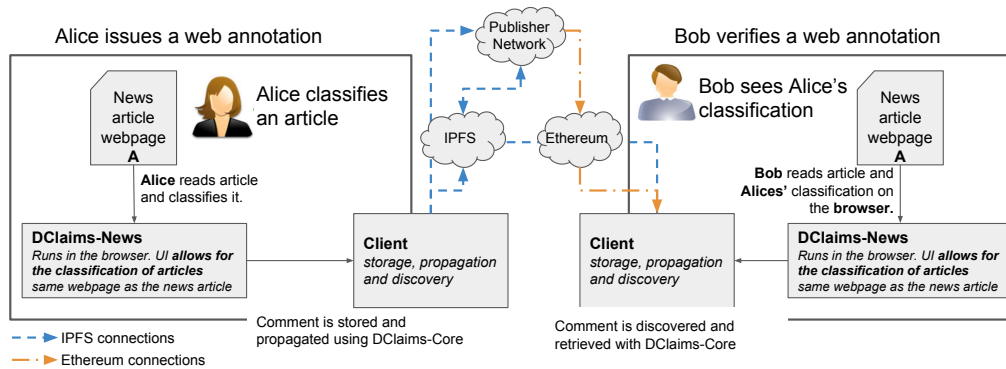 Alice issues a web annotation
Publisher
Network
Bob verifies a web annotation
News
article
webpage
A
Alice classifies
an article
IPFS
Ethereum
Bob sees Alice's
classification
News
article
webpage
A
Alice reads article
and classifies it.
Bob reads article and
Alices' classification on
the browser.
DClaims-News
Runs in the browser. UI allows for
the classification of articles
same webpage as the news article
Client
storage, propagation
and discovery
Client
storage, propagation
and discovery
DClaims-News
Runs in the browser. UI allows for
the classification of articles
same webpage as the news article
Comment is stored and
propagated using DClaims-Core
Comment is discovered and
retrieved with DClaims-Core
IPFS connections
Ethereum connections